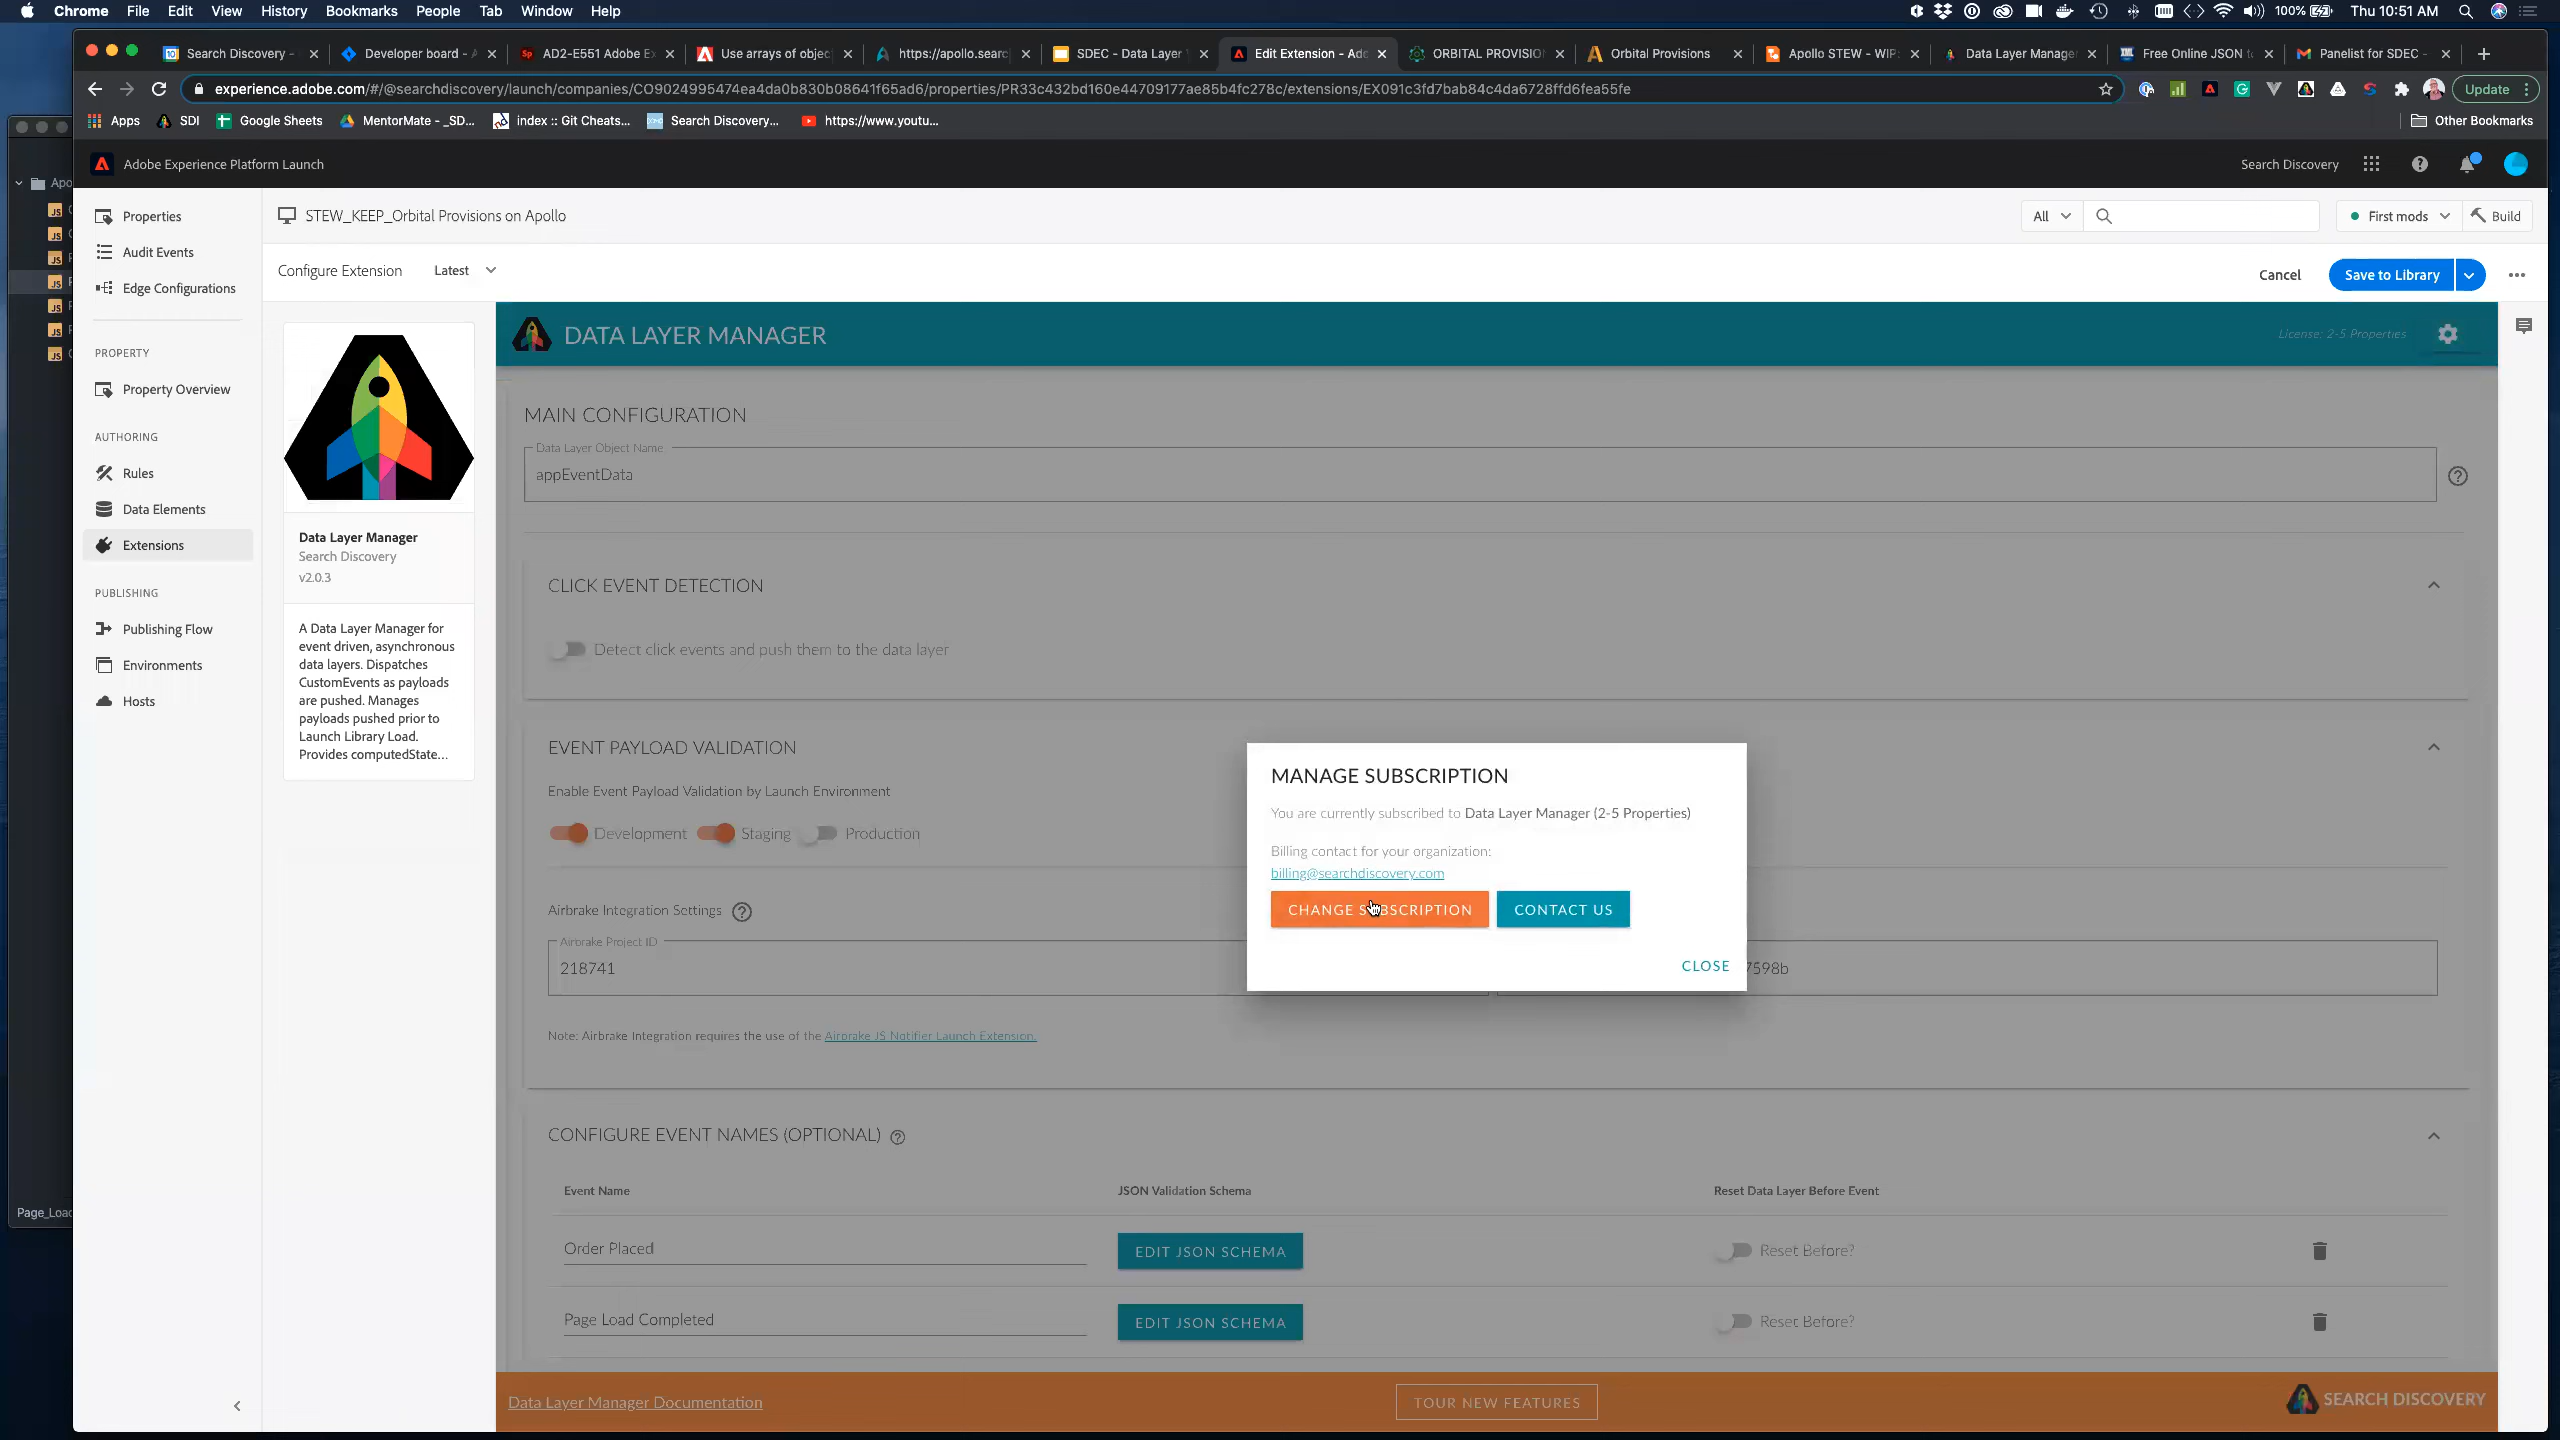 Chrome File Edit View History Bookmarks People Tab Window Help
100% Thu 10:51 AM
Search Discovery -
Developer board - A
AD2-E551 Adobe Ex
Use arrays of objec
https://apollo.searc
SDEC - Data Layer
Edit Extension - Ado
ORBITAL PROVISION
Orbital Provisions
Apollo STEW - WIP:
Data Layer Manage
Free Online JSON to
Panelist for SDEC -
experience.adobe.com/#/@searchdiscovery/launch/companies/CO9024995474ea4da0b830b08641f65ad6/properties/PR33c432bd160e44709177ae85b4fc278c/extensions/EX091c3fd7bab84c4da6728ffd6fea55fe
Update
Apps SDI Google Sheets MentorMate - _SD... index :: Git Cheats... Search Discovery... https://www.youtu...
Other Bookmarks
Adobe Experience Platform Launch
Search Discovery
Apo
Properties
Audit Events
Edge Configurations
PROPERTY
Property Overview
AUTHORING
Rules
Data Elements
Extensions
PUBLISHING
Publishing Flow
Environments
Hosts
Page_Load
STEW_KEEP_Orbital Provisions on Apollo
All
First mods
Build
Configure Extension Latest
Cancel
Save to Library
Data Layer Manager
Search Discovery
v2.0.3
A Data Layer Manager for
event driven, asynchronous
data layers. Dispatches
CustomEvents as payloads
are pushed. Manages
payloads pushed prior to
Launch Library Load.
Provides computedState...
DATA LAYER MANAGER
License: 2-5 Properties
MAIN CONFIGURATION
Data Layer Object Name
appEventData
CLICK EVENT DETECTION
Detect click events and push them to the data layer
EVENT PAYLOAD VALIDATION
Enable Event Payload Validation by Launch Environment
Development Staging Production
Airbrake Integration Settings
Airbrake Project ID
218741
7598b
Note: Airbrake Integration requires the use of the Airbrake JS Notifier Launch Extension.
MANAGE SUBSCRIPTION
You are currently subscribed to Data Layer Manager (2-5 Properties)
Billing contact for your organization:
billing@searchdiscovery.com
CHANGE SUBSCRIPTION
CONTACT US
CLOSE
CONFIGURE EVENT NAMES (OPTIONAL)
Event Name JSON Validation Schema Reset Data Layer Before Event
Order Placed EDIT JSON SCHEMA Reset Before?
Page Load Completed EDIT JSON SCHEMA Reset Before?
Data Layer Manager Documentation
TOUR NEW FEATURES
SEARCH DISCOVERY